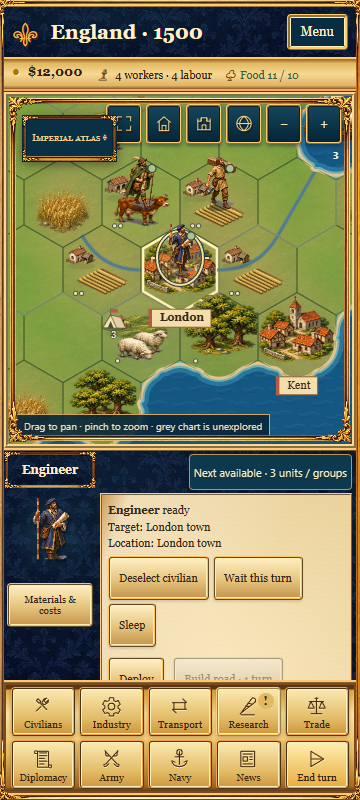 England · 1500
Menu
$12,000
4 workers · 4 labour
Food 11 / 10
IMPERIAL ATLAS
3
London
3
Kent
Drag to pan · pinch to zoom · grey chart is unexplored
Engineer
Next available · 3 units / groups
Engineer ready
Target: London town
Location: London town
Materials & costs
Deselect civilian
Wait this turn
Sleep
Deploy
Build road · 1 turn
Civilians
Industry
Transport
Research
!
Trade
Diplomacy
Army
Navy
News
End turn